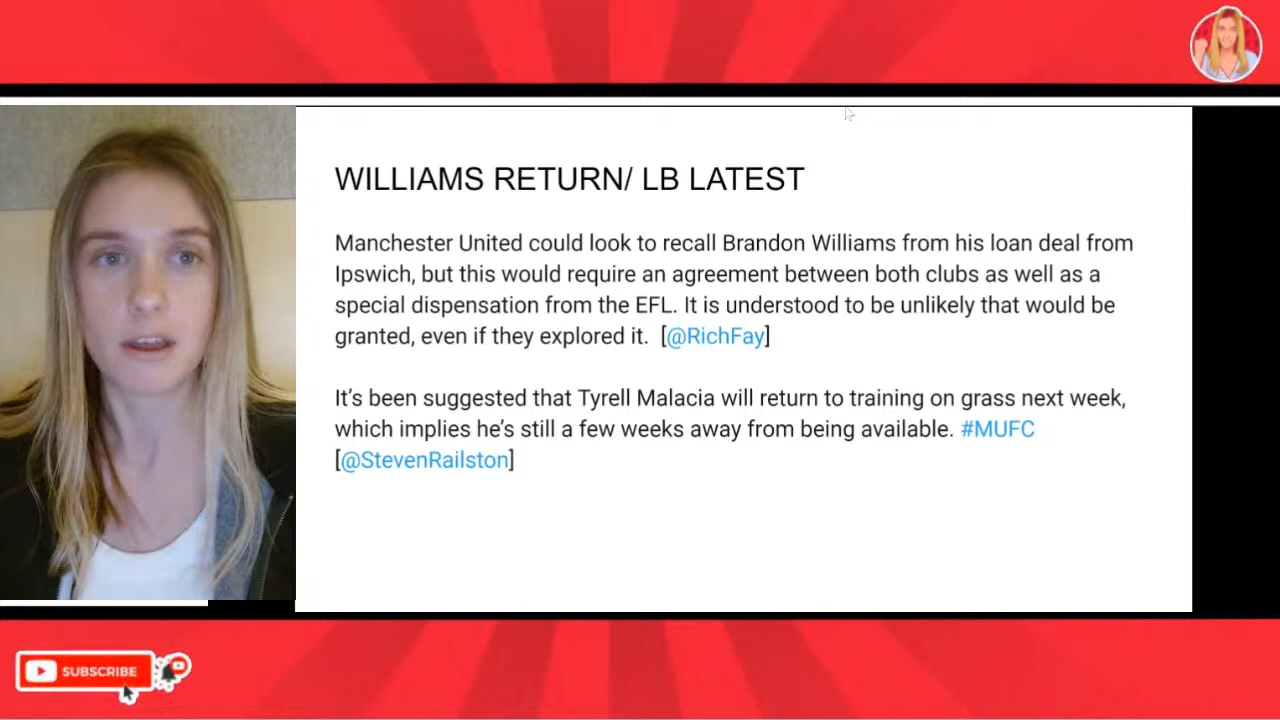 WILLIAMS RETURN/ LB LATEST
Manchester United could look to recall Brandon Williams from his loan deal from
Ipswich, but this would require an agreement between both clubs as well as a
special dispensation from the EFL. It is understood to be unlikely that would be
granted, even if they explored it.  [@RichFay]
It's been suggested that Tyrell Malacia will return to training on grass next week,
which implies he's still a few weeks away from being available. #MUFC
[@StevenRailston]
SUBSCRIBE